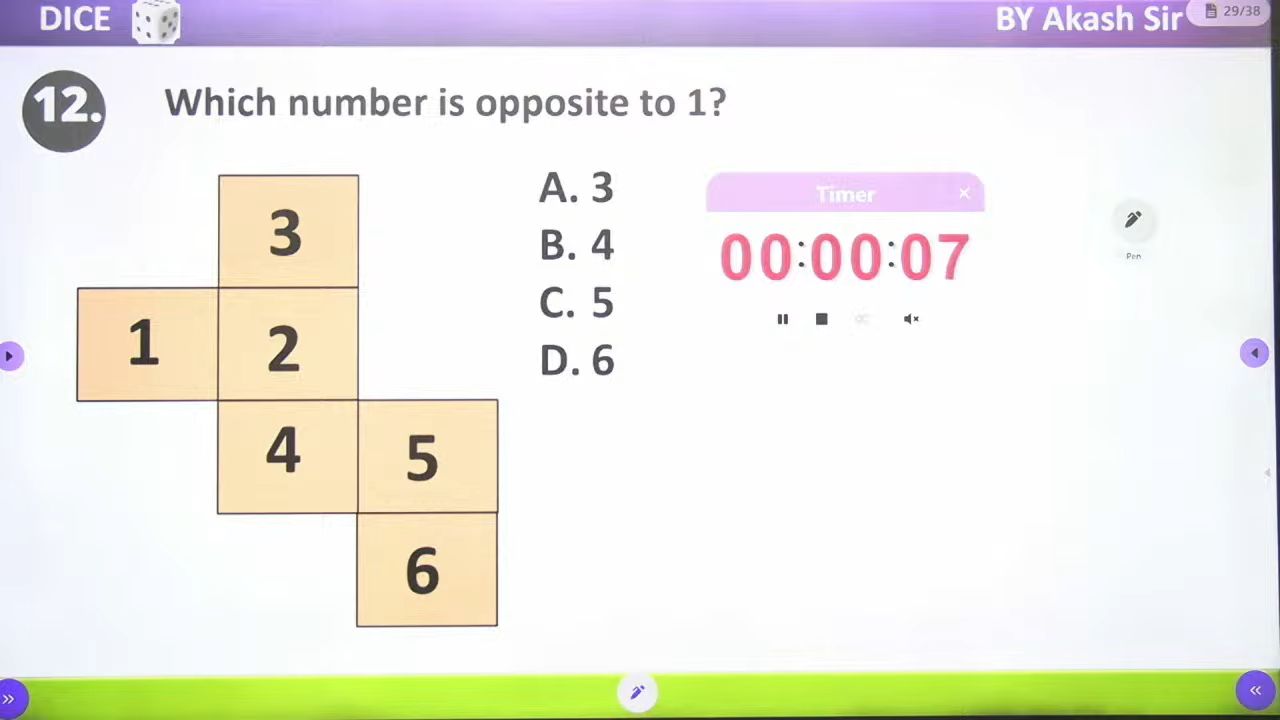 DICE
BY Akash Sir
29/38
12.
Which number is opposite to 1?
3
1 2
4 5
6
A. 3
B. 4
C. 5
D. 6
Timer
00:00:07
Pen